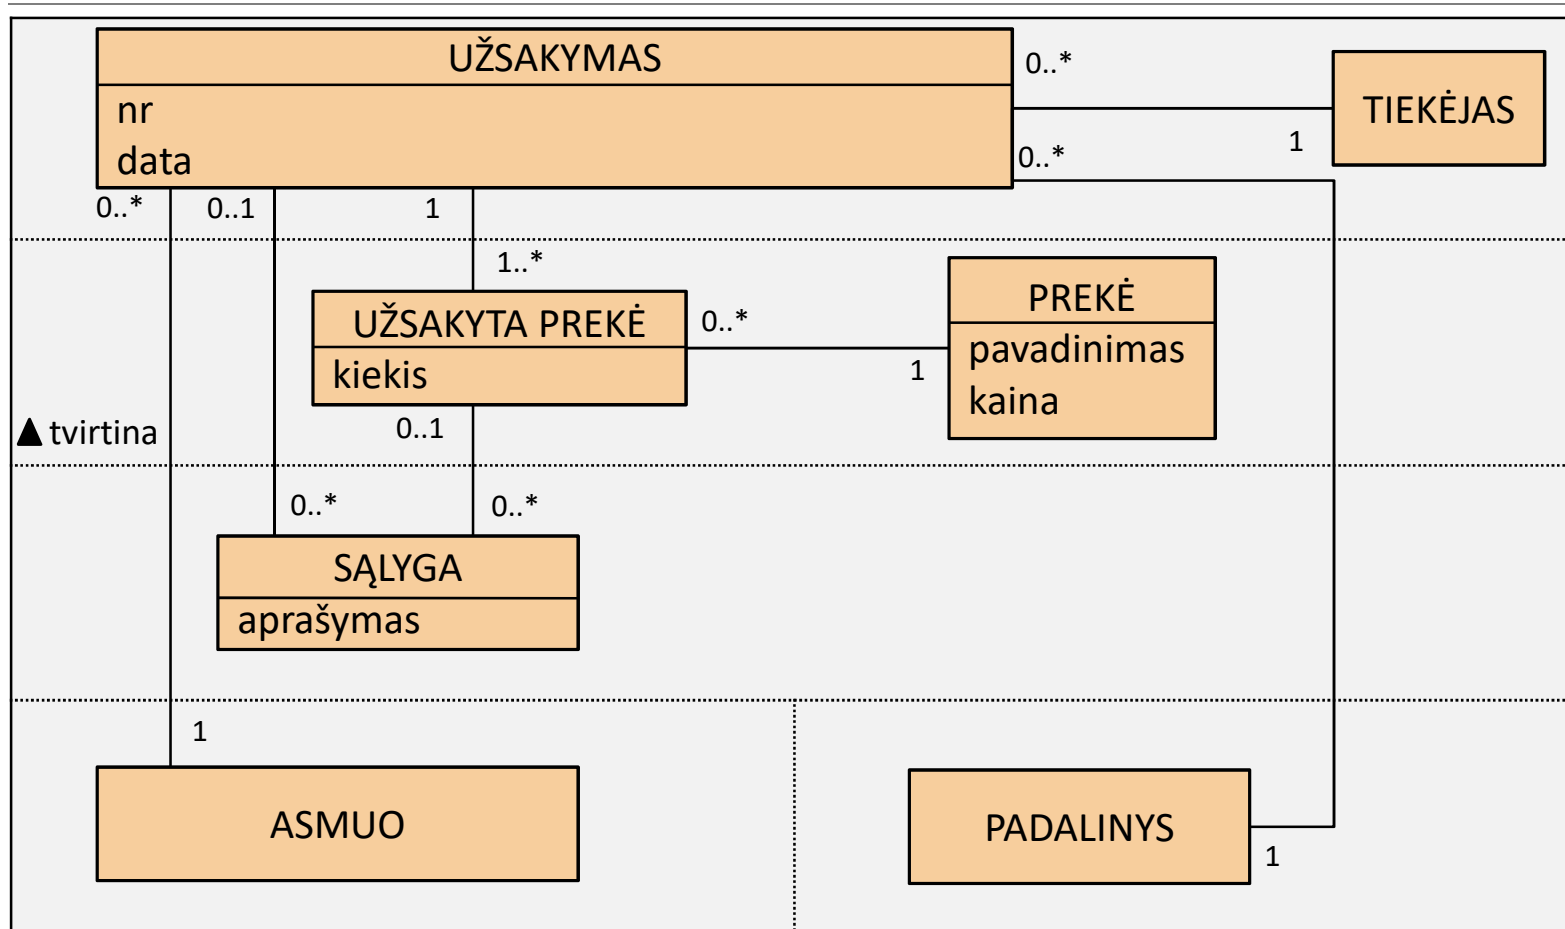 UŽSAKYMAS
nr
data
0..*
TIEKĖJAS
1
0..*
0..*
0..1
1
1..*
UŽSAKYTA PREKĖ
kiekis
0..*
1
PREKĖ
pavadinimas
kaina
0..1
tvirtina
0..*
0..*
SĄLYGA
aprašymas
1
ASMUO
PADALINYS
1